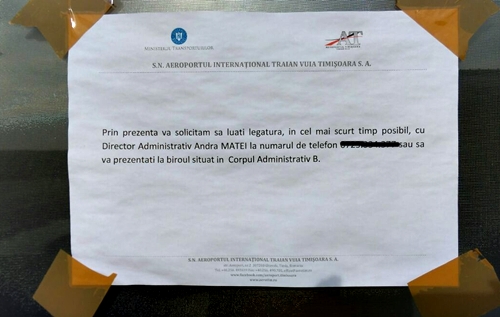 MINISTERUL TRANSPORTURILOR
S.N. AEROPORTUL INTERNAȚIONAL TRAIAN VUIA TIMIȘOARA S. A.
Prin prezenta va solicitam sa luati legatura, in cel mai scurt timp posibil, cu
Director Administrativ Andra MATEI la numarul de telefon sau sa
va prezentati la biroul situat in Corpul Administrativ B.
S.N. AEROPORTUL INTERNAȚIONAL TRAIAN VUIA TIMIȘOARA S. A.